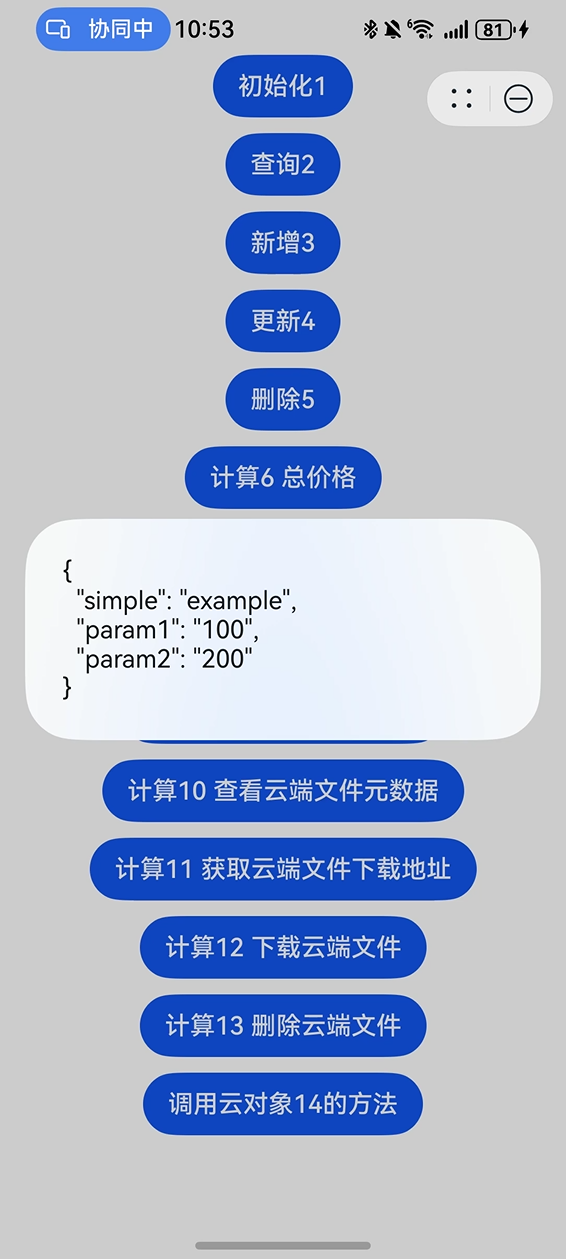 协同中 10:53 6 81
初始化1
查询2
新增3
更新4
删除5
计算6 总价格
{
"simple": "example",
"param1": "100",
"param2": "200"
}
计算10 查看云端文件元数据
计算11 获取云端文件下载地址
计算12 下载云端文件
计算13 删除云端文件
调用云对象14的方法